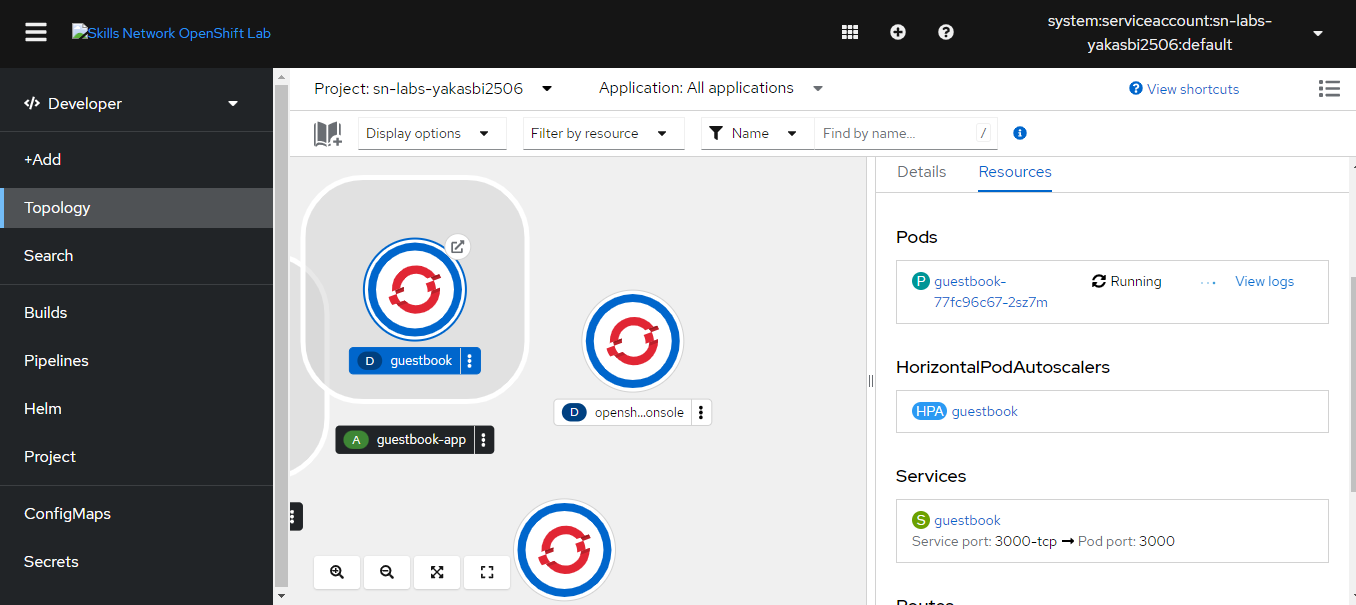 Skills Network OpenShift Lab
system:serviceaccount:sn-labs-
yakasbi2506:default
Developer
+Add
Topology
Search
Builds
Pipelines
Helm
Project
ConfigMaps
Secrets
Project: sn-labs-yakasbi2506
Application: All applications
View shortcuts
Display options
Filter by resource
Name
Find by name...
/
D guestbook
A guestbook-app
D opensh...onsole
Details
Resources
Pods
P guestbook-
77fc96c67-2sz7m
Running
View logs
HorizontalPodAutoscalers
HPA guestbook
Services
S guestbook
Service port: 3000-tcp → Pod port: 3000
Routes